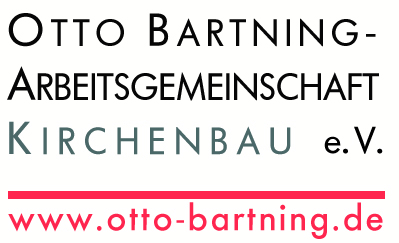 OTTO BARTNING-
ARBEITSGEMEINSCHAFT
KIRCHENBAU e.V.
www.otto-bartning.de